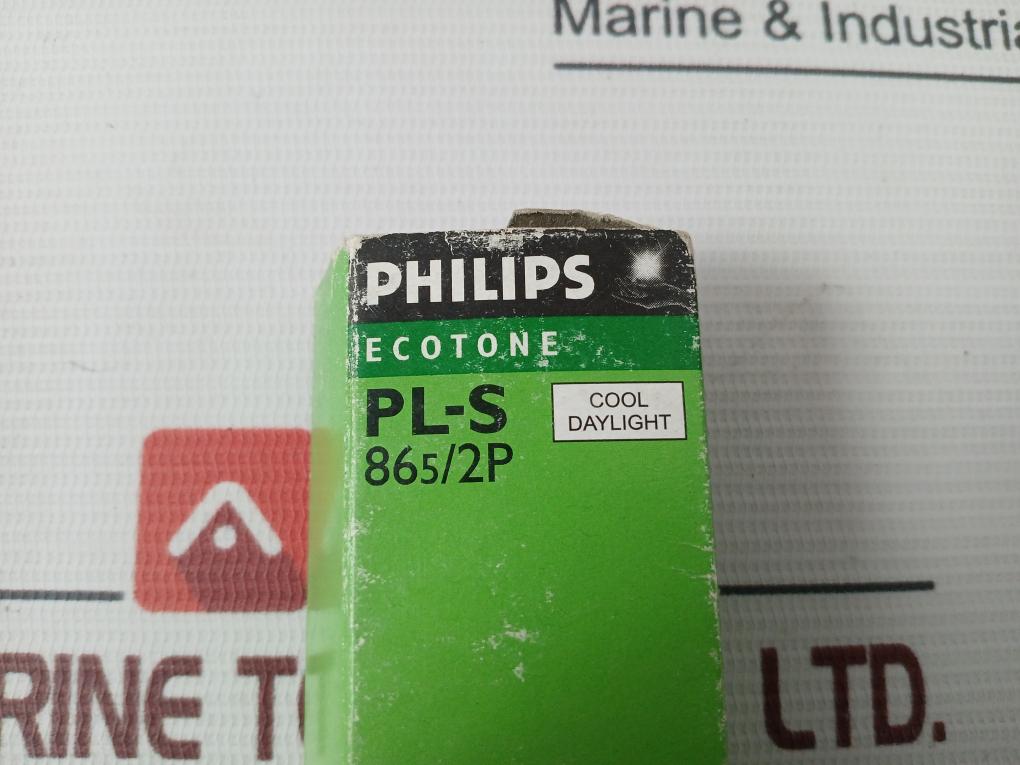 Marine & Industria
PHILIPS
ECOTONE
PL-S
COOL
DAYLIGHT
865/2P
RINE T
LTD.